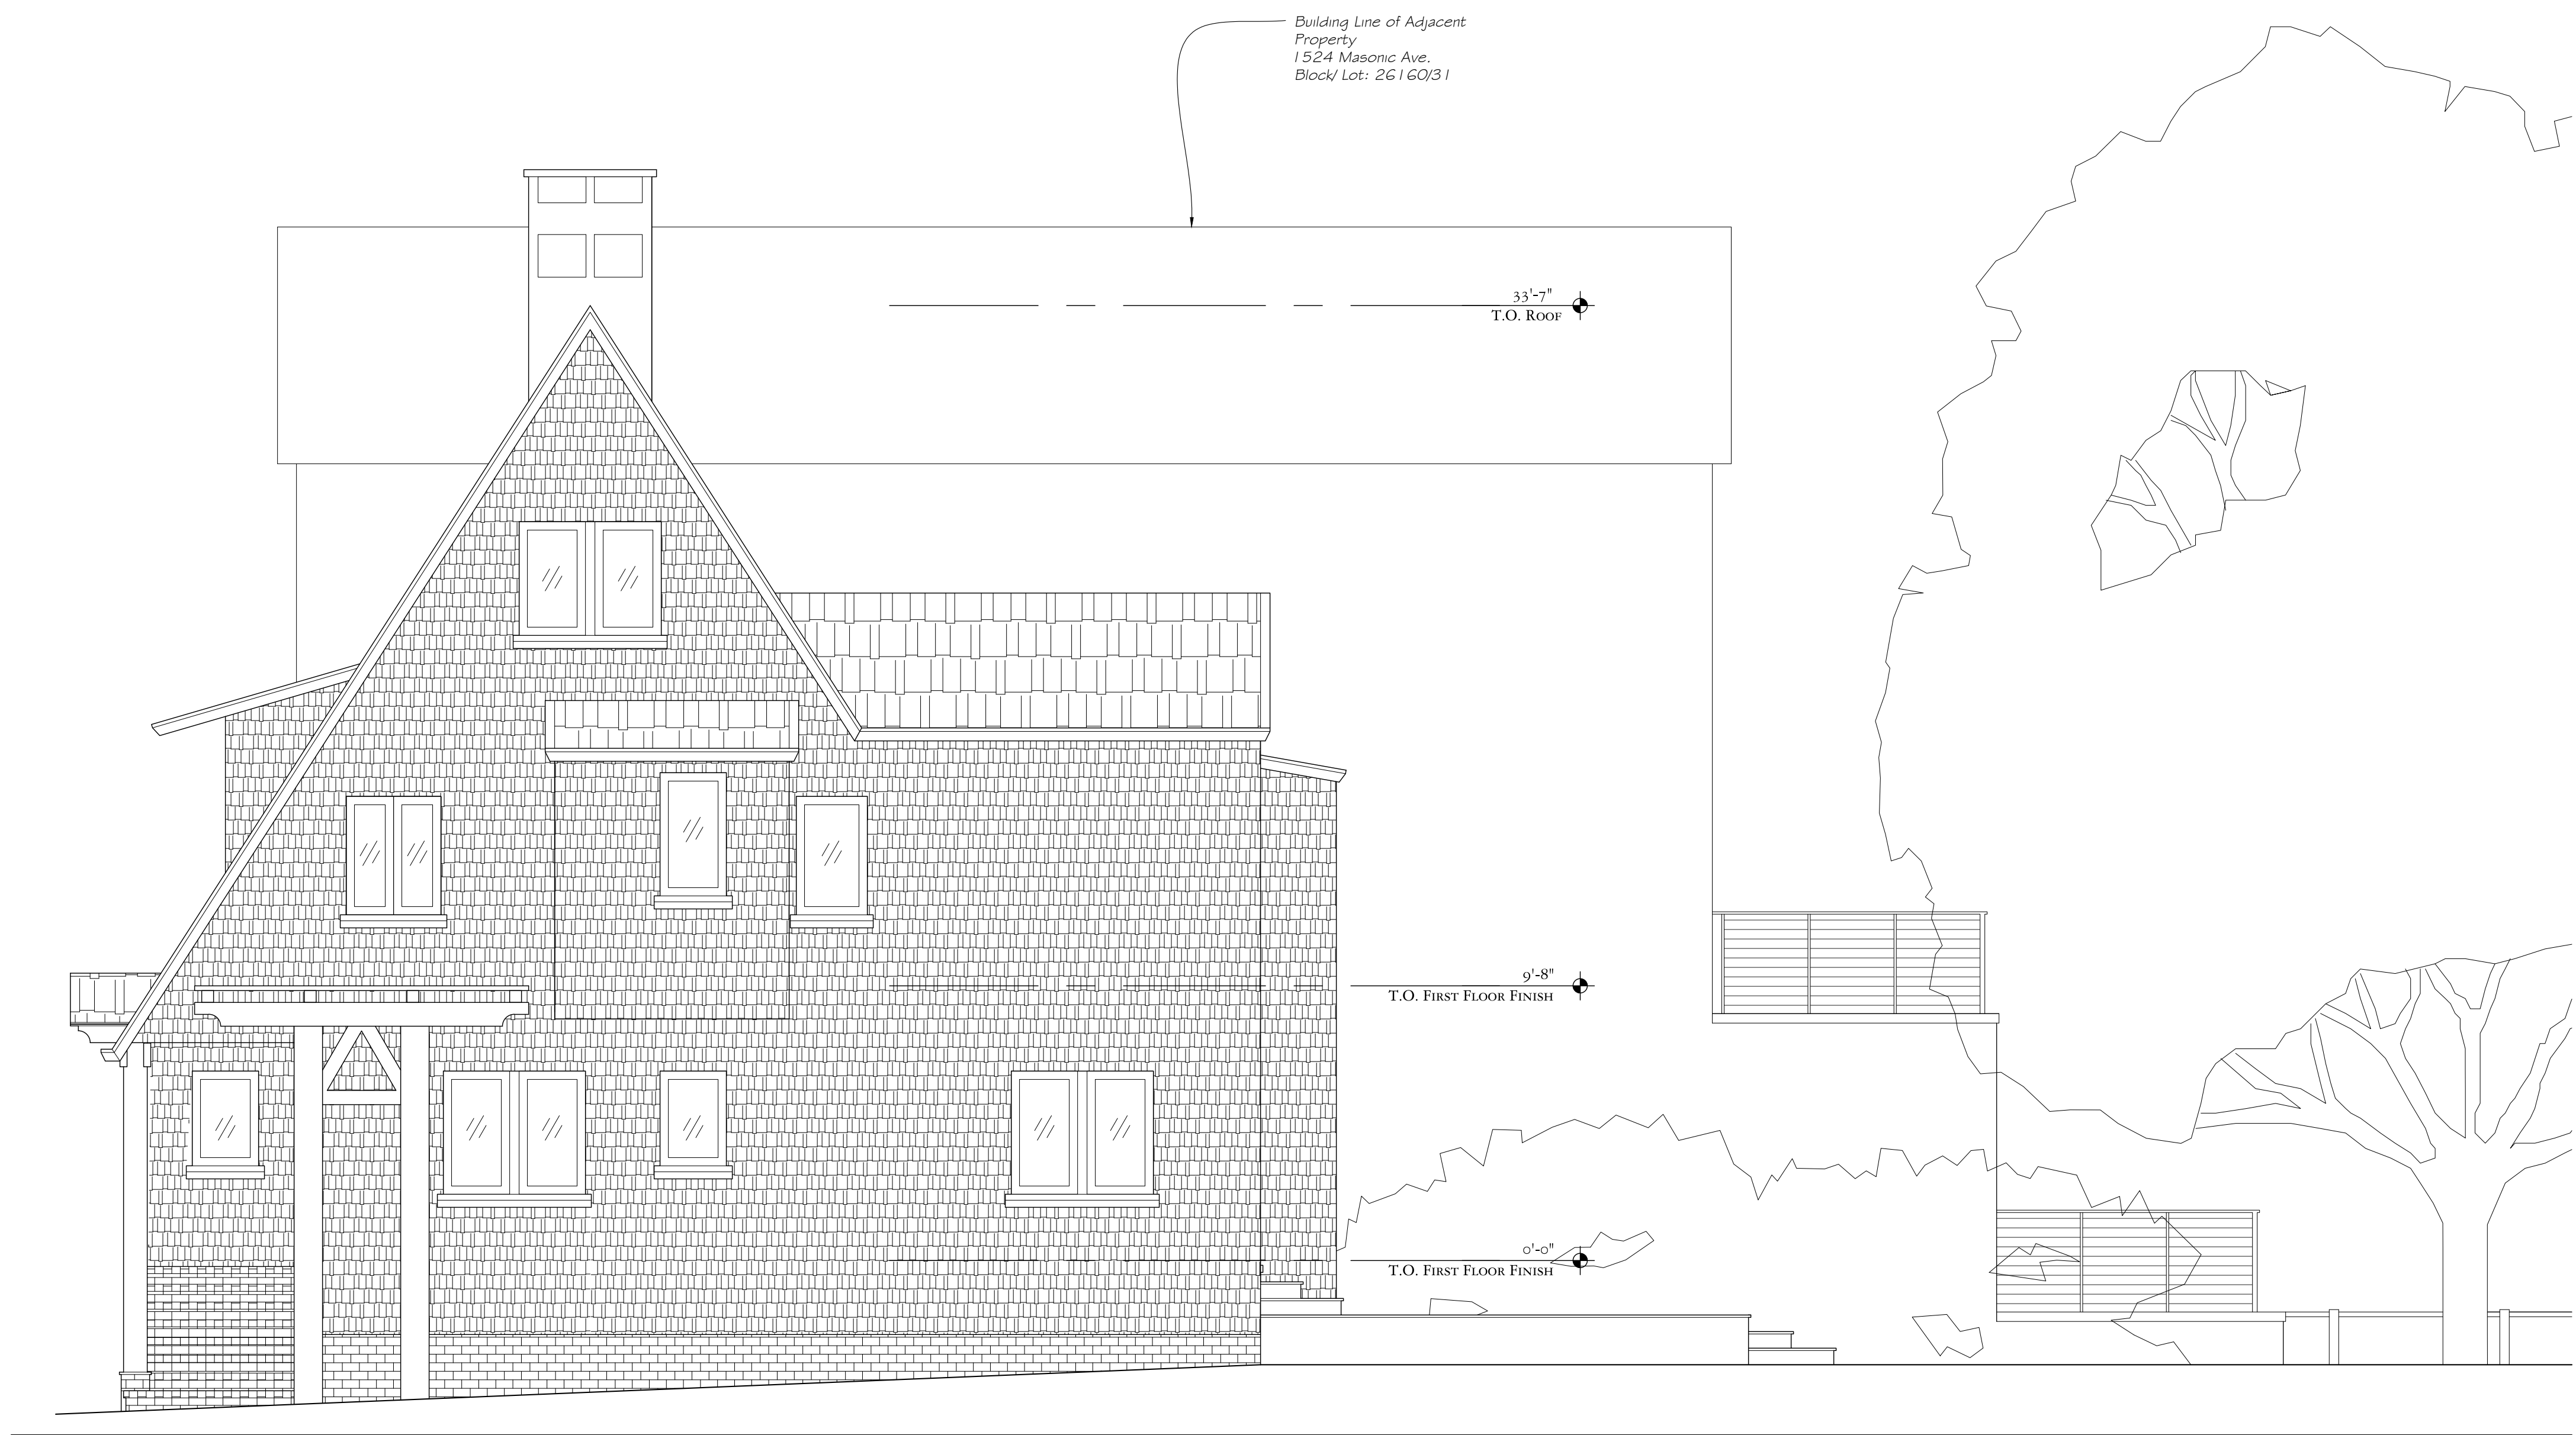 Building Line of Adjacent
Property
1524 Masonic Ave.
Block/ Lot: 26160/31
33'-7"
T.O. Roof
9'-8"
T.O. First Floor Finish
0'-0"
T.O. First Floor Finish